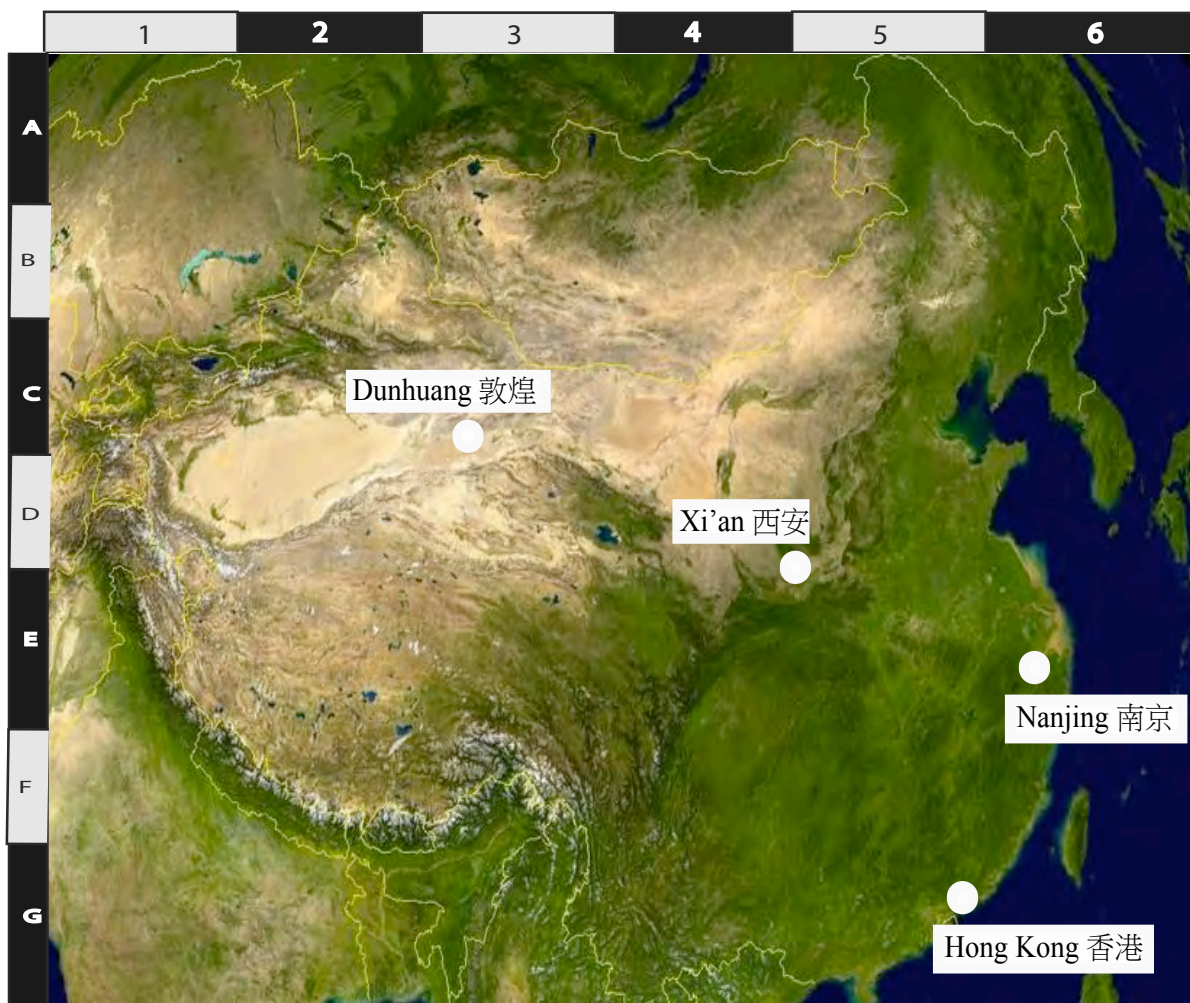 1 2 3 4 5 6
A
B
C
Dunhuang 敦煌
D
Xi’an 西安
E
Nanjing 南京
F
G
Hong Kong 香港